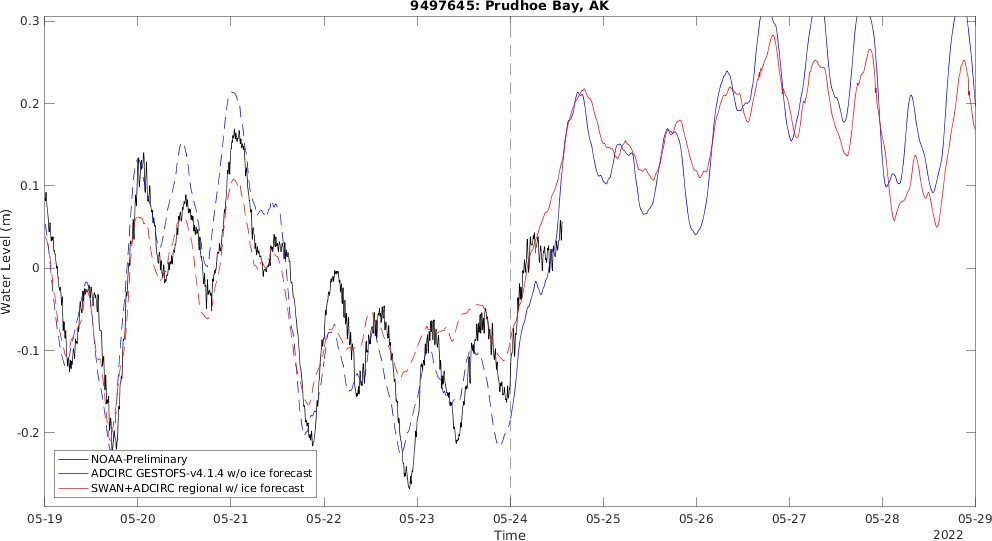 9497645: Prudhoe Bay, AK
0.3
0.2
0.1
0
-0.1
-0.2
Water Level (m)
NOAA-Preliminary
ADCIRC GESTOFS-v4.1.4 w/o ice forecast
SWAN+ADCIRC regional w/ ice forecast
05-19 05-20 05-21 05-22 05-23 05-24 05-25 05-26 05-27 05-28 05-29
Time
2022